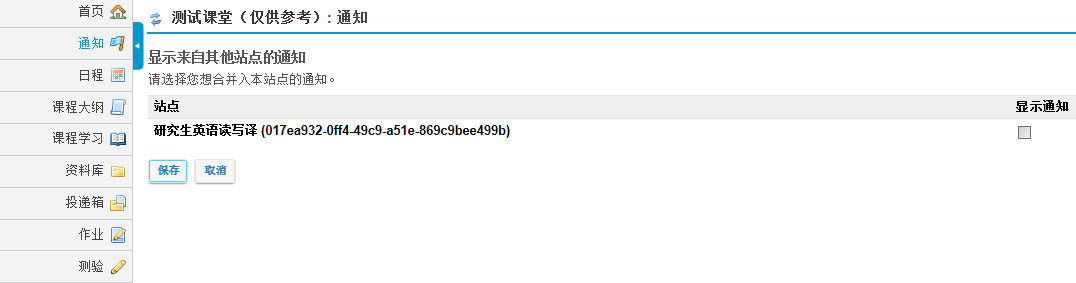 首页
通知
日程
课程大纲
课程学习
资料库
投递箱
作业
测验
测试课堂（仅供参考）: 通知
显示来自其他站点的通知
请选择您想合并入本站点的通知。
站点 显示通知
研究生英语读写译 (017ea932-0ff4-49c9-a51e-869c9bee499b)
保存 取消